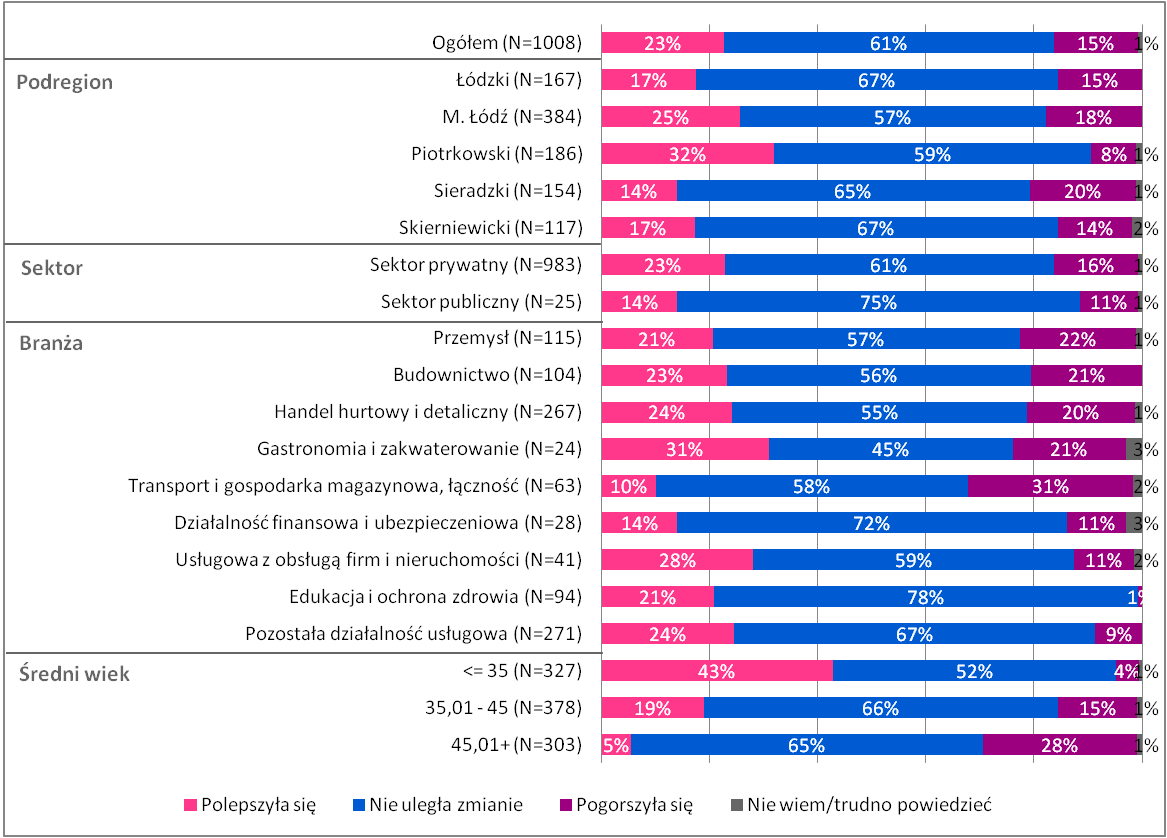 Ogółem (N=1008) 23% 61% 15% 1%
Podregion
Łódzki (N=167) 17% 67% 15%
M. Łódź (N=384) 25% 57% 18%
Piotrkowski (N=186) 32% 59% 8% 1%
Sieradzki (N=154) 14% 65% 20% 1%
Skierniewicki (N=117) 17% 67% 14% 2%
Sektor
Sektor prywatny (N=983) 23% 61% 16% 1%
Sektor publiczny (N=25) 14% 75% 11% 1%
Branża
Przemysł (N=115) 21% 57% 22% 1%
Budownictwo (N=104) 23% 56% 21%
Handel hurtowy i detaliczny (N=267) 24% 55% 20% 1%
Gastronomia i zakwaterowanie (N=24) 31% 45% 21% 3%
Transport i gospodarka magazynowa, łączność (N=63) 10% 58% 31% 2%
Działalność finansowa i ubezpieczeniowa (N=28) 14% 72% 11% 3%
Usługowa z obsługą firm i nieruchomości (N=41) 28% 59% 11% 2%
Edukacja i ochrona zdrowia (N=94) 21% 78% 1%
Pozostała działalność usługowa (N=271) 24% 67% 9%
Średni wiek
<= 35 (N=327) 43% 52% 4% 1%
35,01 - 45 (N=378) 19% 66% 15% 1%
45,01+ (N=303) 5% 65% 28% 1%
Polepszyła się Nie uległa zmianie Pogorszyła się Nie wiem/trudno powiedzieć